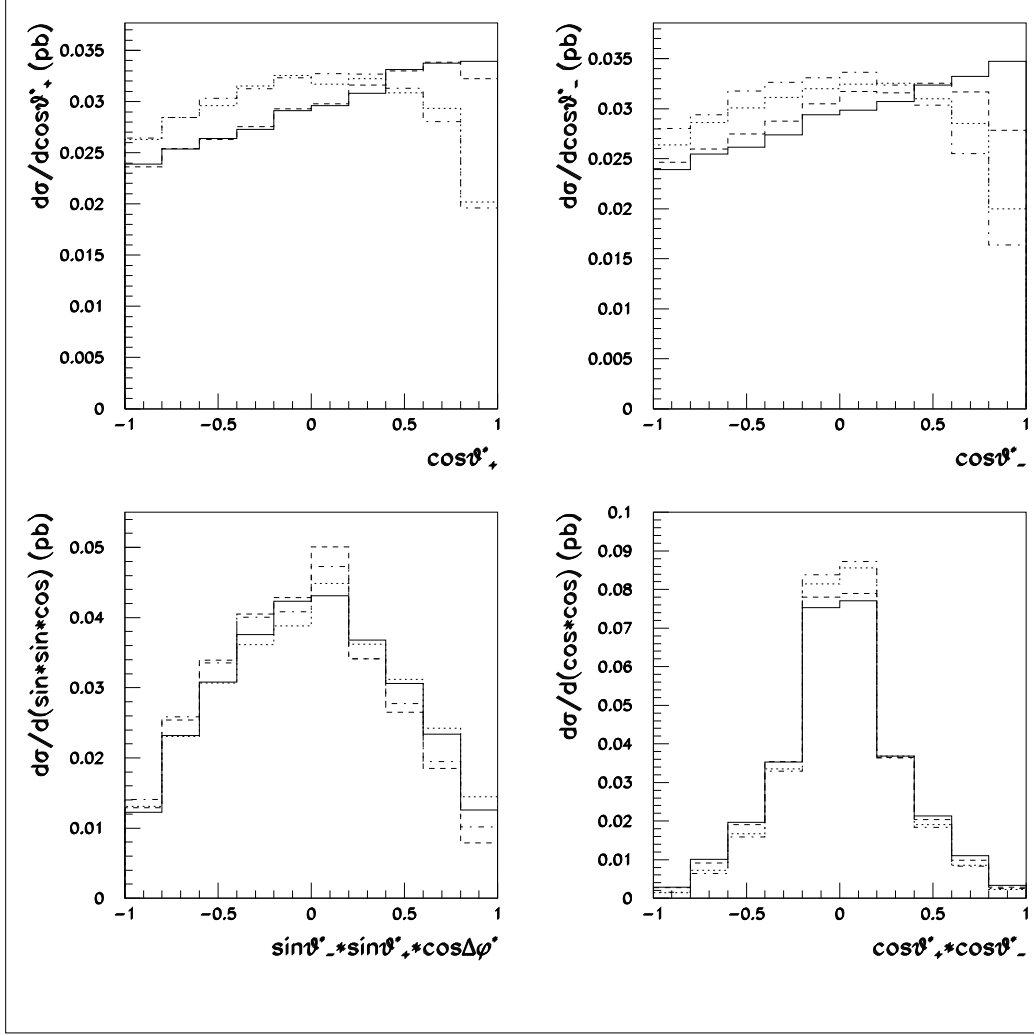 dσ/dcosϑ*₊ (pb)
0.035
0.03
0.025
0.02
0.015
0.01
0.005
0
−1 −0.5 0 0.5 1
cosϑ*₊
dσ/dcosϑ*₋ (pb)
0.035
0.03
0.025
0.02
0.015
0.01
0.005
0
−1 −0.5 0 0.5 1
cosϑ*₋
dσ/d(sin*sin*cos) (pb)
0.05
0.04
0.03
0.02
0.01
0
−1 −0.5 0 0.5 1
sinϑ*₋*sinϑ*₊*cosΔφ*
dσ/d(cos*cos) (pb)
0.1
0.09
0.08
0.07
0.06
0.05
0.04
0.03
0.02
0.01
0
−1 −0.5 0 0.5 1
cosϑ*₊*cosϑ*₋